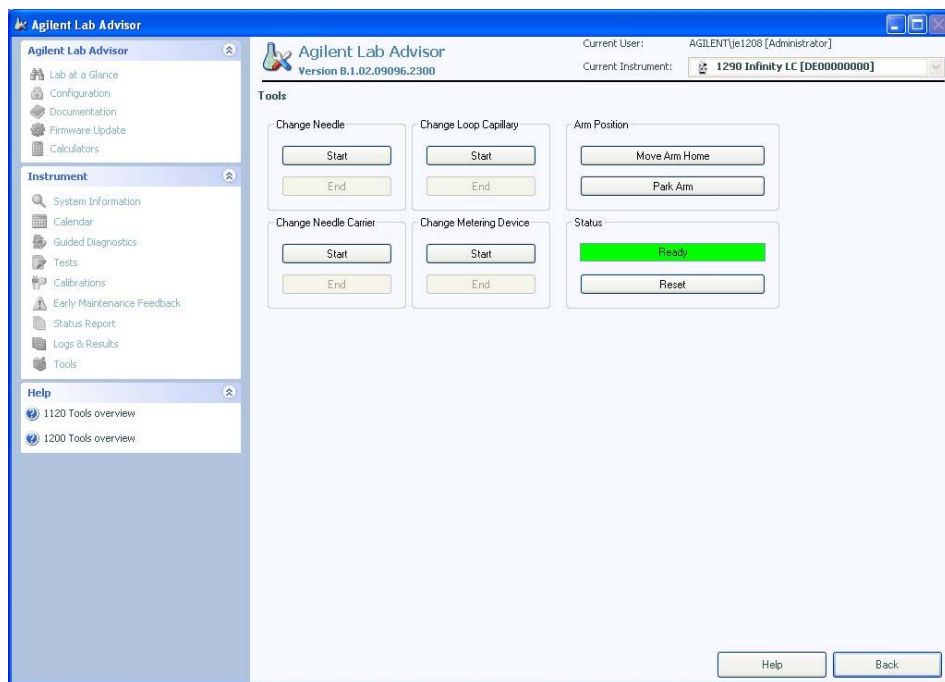 Agilent Lab Advisor
Agilent Lab Advisor
Lab at a Glance
Configuration
Documentation
Firmware Update
Calculators
Instrument
System Information
Calendar
Guided Diagnostics
Tests
Calibrations
Early Maintenance Feedback
Status Report
Logs & Results
Tools
Help
1120 Tools overview
1200 Tools overview
Agilent Lab Advisor
Version B.1.02.09096.2300
Current User: AGILENT\je1208 [Administrator]
Current Instrument: 1290 Infinity LC [DE00000000]
Tools
Change Needle
Start
End
Change Loop Capillary
Start
End
Arm Position
Move Arm Home
Park Arm
Change Needle Carrier
Start
End
Change Metering Device
Start
End
Status
Ready
Reset
Help
Back